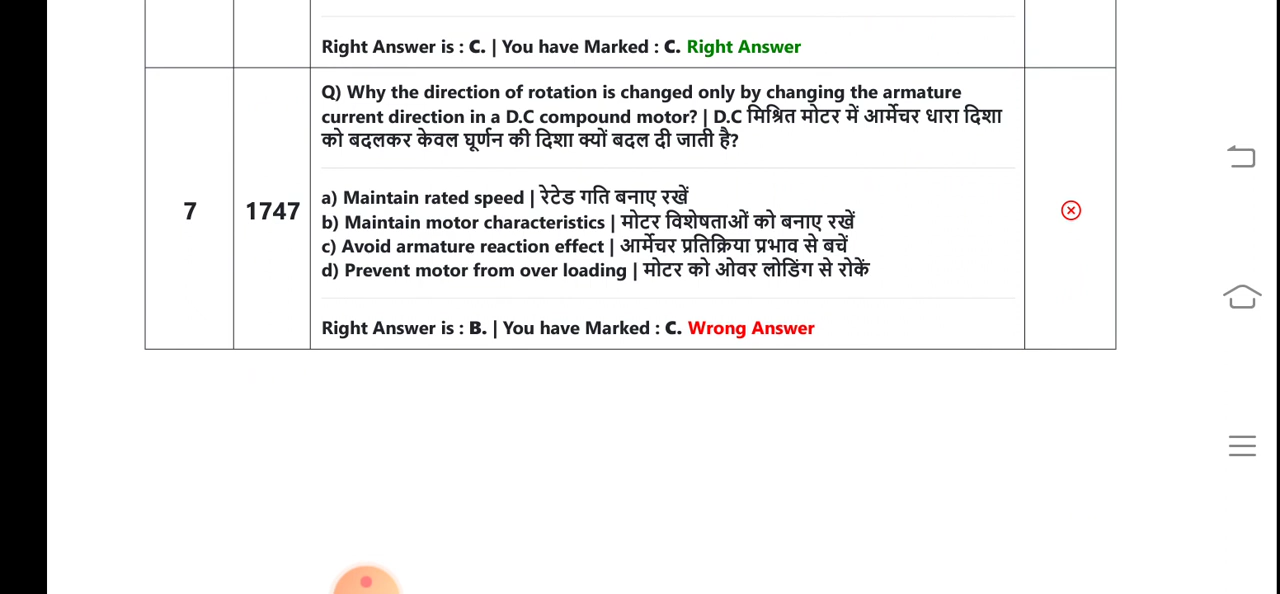 Right Answer is : C. | You have Marked : C. Right Answer
7
1747
Q) Why the direction of rotation is changed only by changing the armature
current direction in a D.C compound motor? | D.C मिश्रित मोटर में आर्मेचर धारा दिशा
को बदलकर केवल घूर्णन की दिशा क्यों बदल दी जाती है?
a) Maintain rated speed | रेटेड गति बनाए रखें
b) Maintain motor characteristics | मोटर विशेषताओं को बनाए रखें
c) Avoid armature reaction effect | आर्मेचर प्रतिक्रिया प्रभाव से बचें
d) Prevent motor from over loading | मोटर को ओवर लोडिंग से रोकें
Right Answer is : B. | You have Marked : C. Wrong Answer